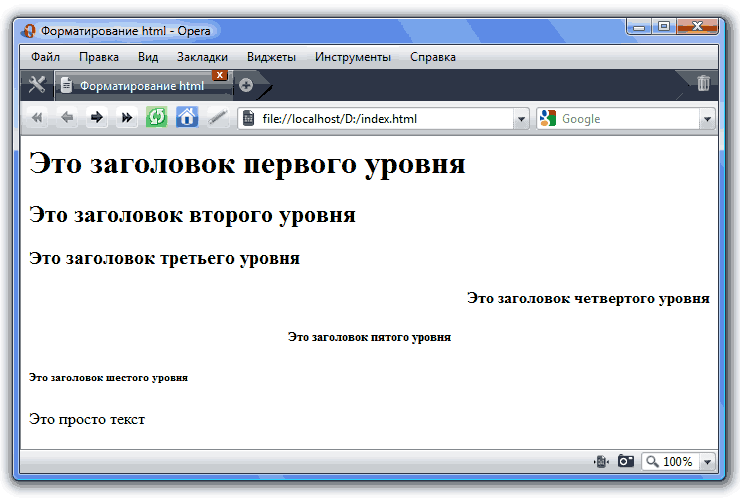 Форматирование html - Opera
Файл Правка Вид Закладки Виджеты Инструменты Справка
Форматирование html
file://localhost/D:/index.html Google
Это заголовок первого уровня
Это заголовок второго уровня
Это заголовок третьего уровня
Это заголовок четвертого уровня
Это заголовок пятого уровня
Это заголовок шестого уровня
Это просто текст
100%